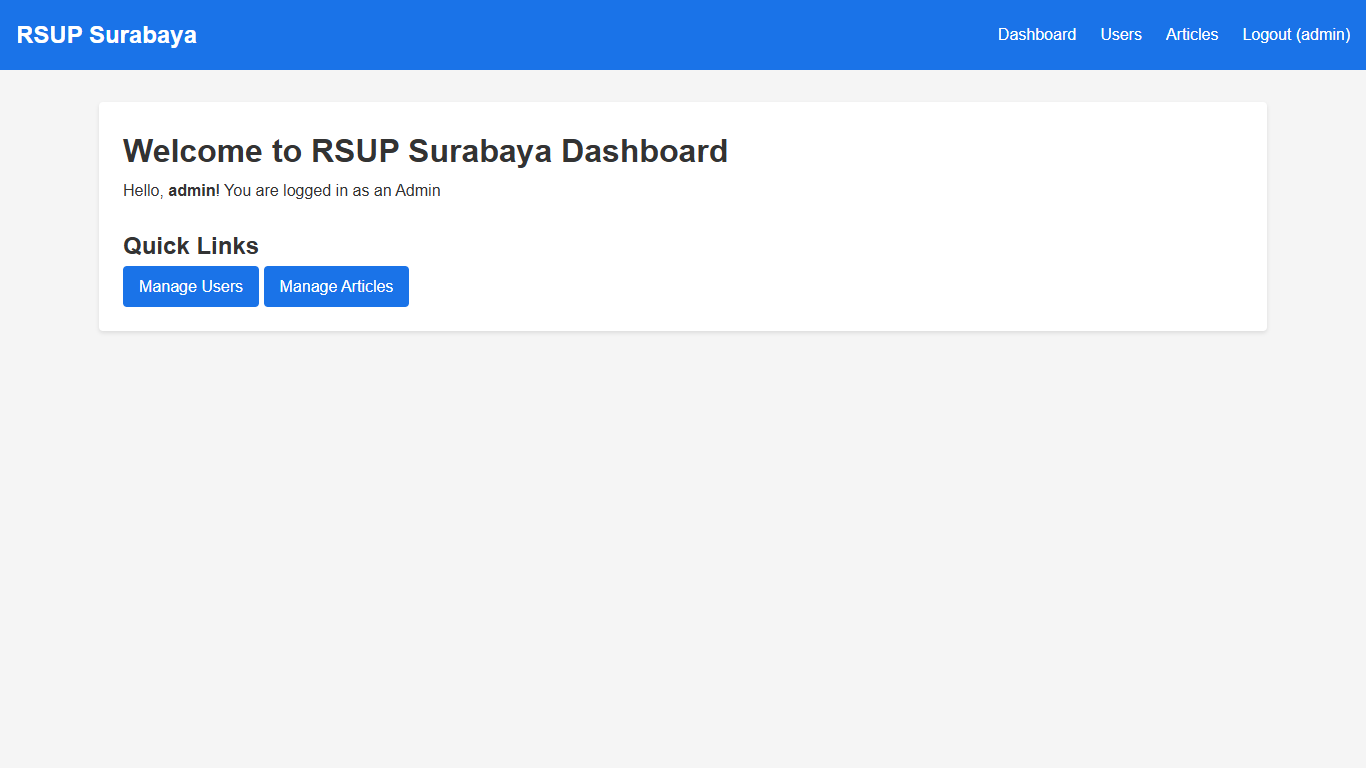 RSUP Surabaya
Dashboard Users Articles Logout (admin)
Welcome to RSUP Surabaya Dashboard
Hello, admin! You are logged in as an Admin
Quick Links
Manage Users Manage Articles